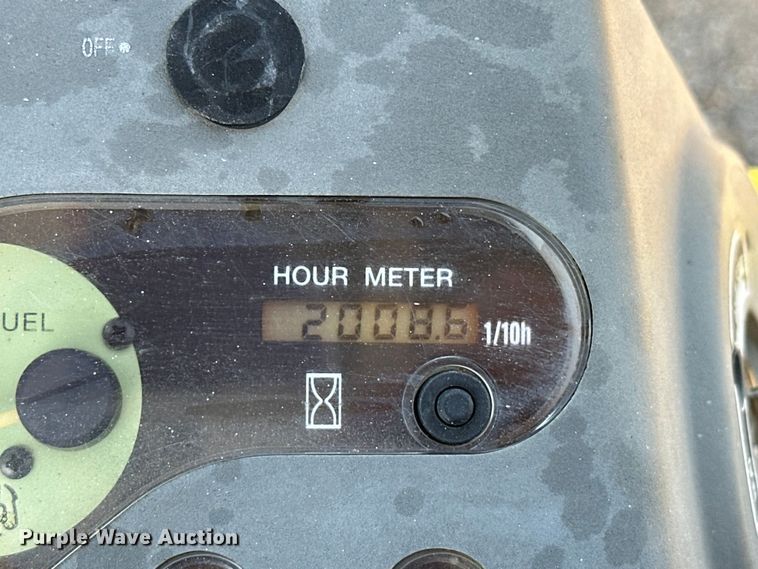 OFF
HOUR METER
2008.6 1/10h
UEL
Purple Wave Auction